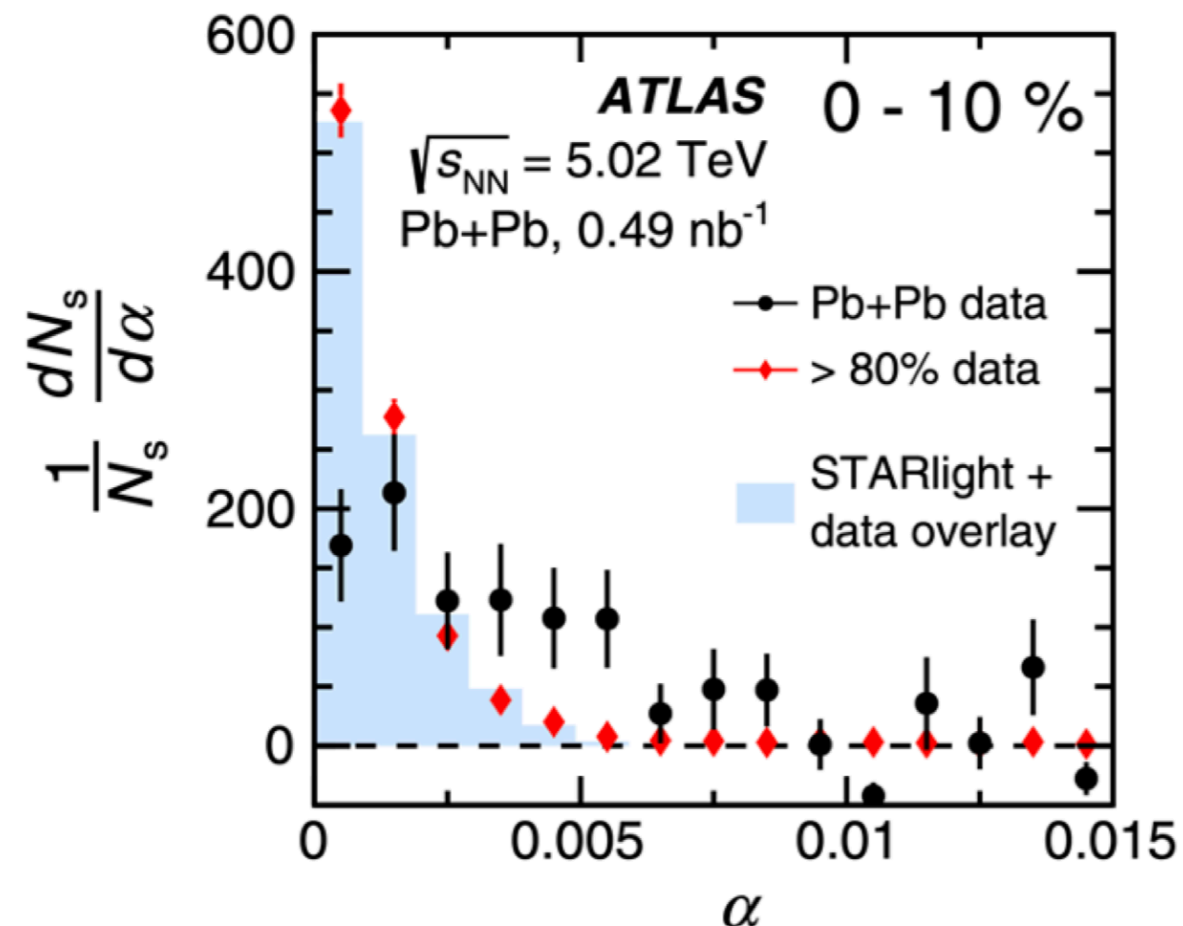 600
400
200
0
ATLAS
0 - 10 %
√sNN = 5.02 TeV
Pb+Pb, 0.49 nb-1
Pb+Pb data
> 80% data
STARlight +
data overlay
1/Ns dNs/dα
0 0.005 0.01 0.015
α